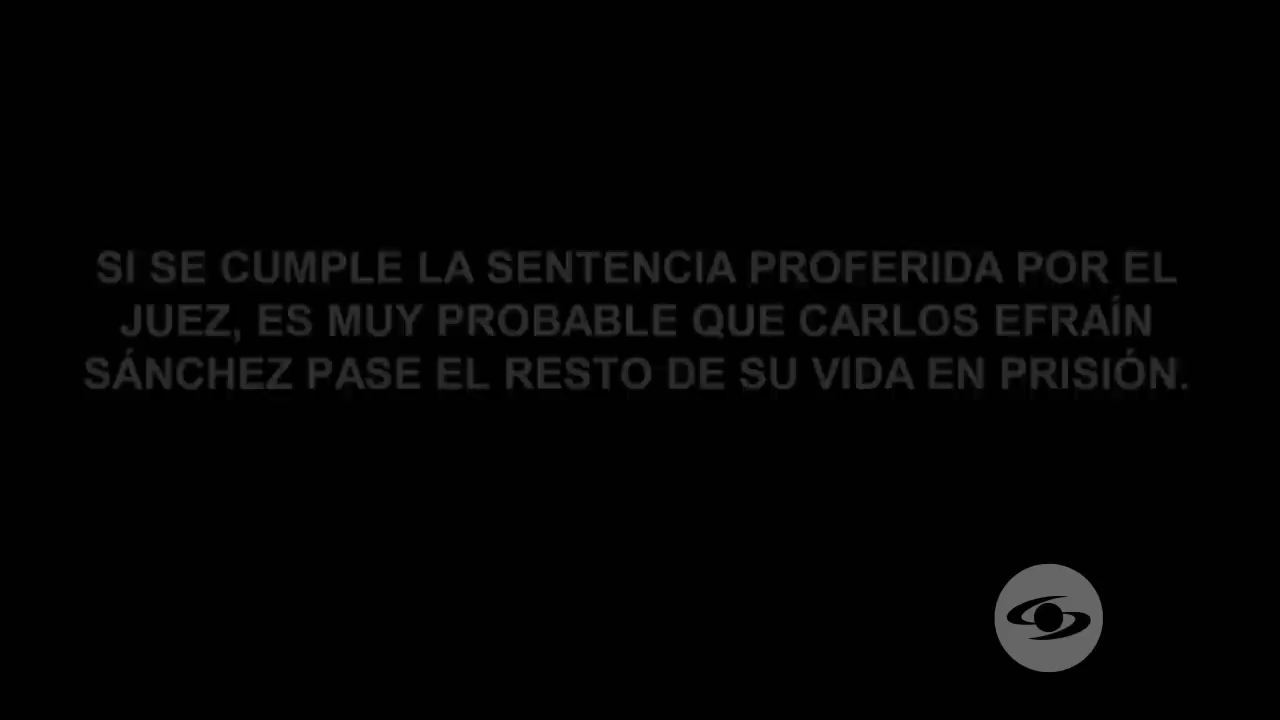 SI SE CUMPLE LA SENTENCIA PROFERIDA POR EL
JUEZ, ES MUY PROBABLE QUE CARLOS EFRAÍN
SÁNCHEZ PASE EL RESTO DE SU VIDA EN PRISIÓN.